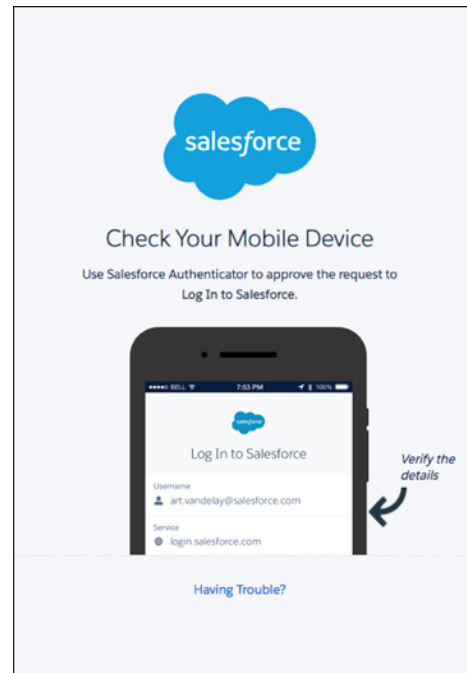 salesforce
Check Your Mobile Device
Use Salesforce Authenticator to approve the request to
Log In to Salesforce.
BELL 7:53 PM 100%
salesforce
Log In to Salesforce
Username
art.vandelay@salesforce.com
Service
login.salesforce.com
Verify the
details
Having Trouble?